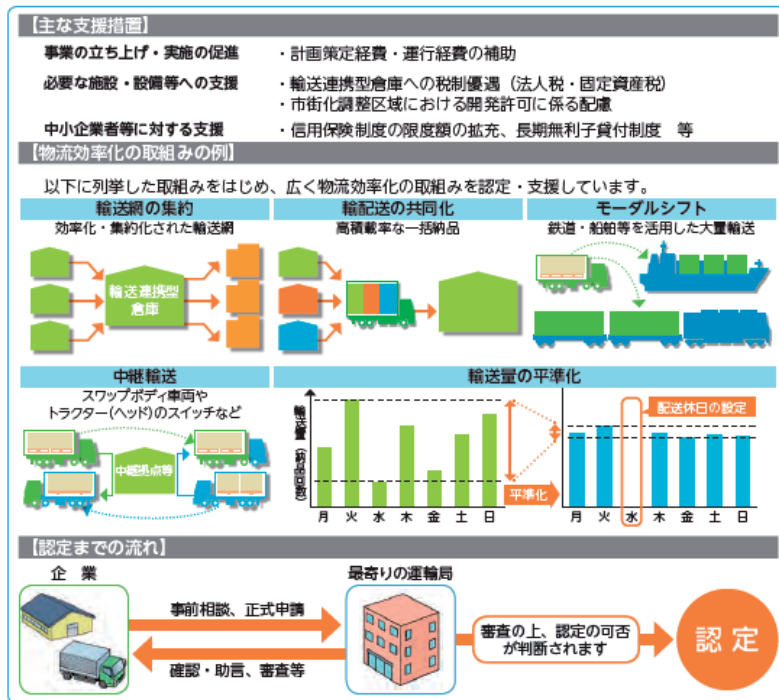 【主な支援措置】
事業の立ち上げ・実施の促進 ・計画策定経費・運行経費の補助
必要な施設・設備等への支援 ・輸送連携型倉庫への税制優遇（法人税・固定資産税）
・市街化調整区域における開発許可に係る配慮
中小企業者等に対する支援 ・信用保険制度の限度額の拡充、長期無利子貸付制度 等
【物流効率化の取組みの例】
以下に列挙した取組みをはじめ、広く物流効率化の取組みを認定・支援しています。
輸送網の集約
効率化・集約化された輸送網
輸送連携型
倉庫
輸配送の共同化
高積載率な一括納品
モーダルシフト
鉄道・船舶等を活用した大量輸送
中継輸送
スワップボディ車両や
トラクター(ヘッド)のスイッチなど
中継拠点等
輸送量の平準化
輸送量（納品回数）
月 火 水 木 金 土 日
平準化
配送休日の設定
月 火 水 木 金 土 日
【認定までの流れ】
企 業
事前相談、正式申請
確認・助言、審査等
最寄りの運輸局
審査の上、認定の可否
が判断されます
認 定